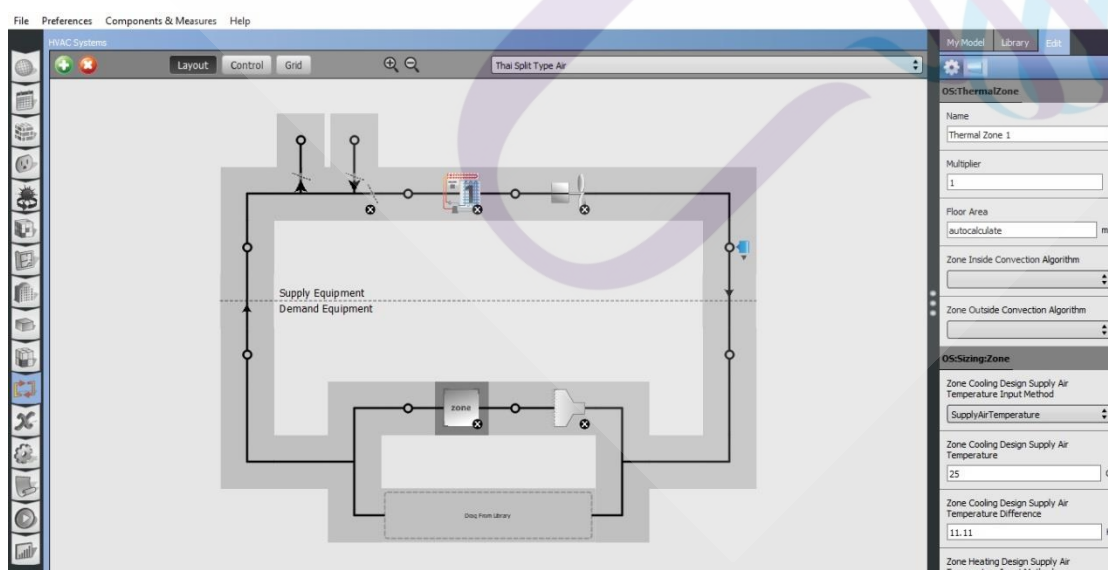 File Preferences Components & Measures Help
HVAC Systems
Layout Control Grid
Thai Split Type Air
Supply Equipment
Demand Equipment
zone
Drag From Library
My Model Library Edit
OS:ThermalZone
Name
Thermal Zone 1
Multiplier
1
Floor Area
autocalculate
m
Zone Inside Convection Algorithm
Zone Outside Convection Algorithm
OS:Sizing:Zone
Zone Cooling Design Supply Air
Temperature Input Method
SupplyAirTemperature
Zone Cooling Design Supply Air
Temperature
25
Zone Cooling Design Supply Air
Temperature Difference
11.11
Zone Heating Design Supply Air